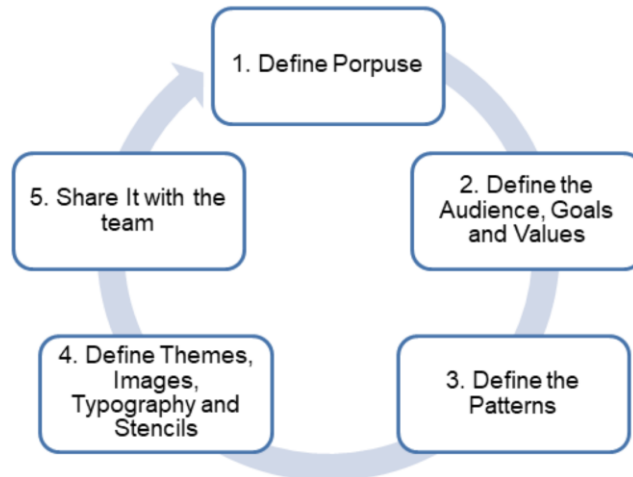 1. Define Porpuse
2. Define the
Audience, Goals
and Values
3. Define the
Patterns
4. Define Themes,
Images,
Typography and
Stencils
5. Share It with the
team